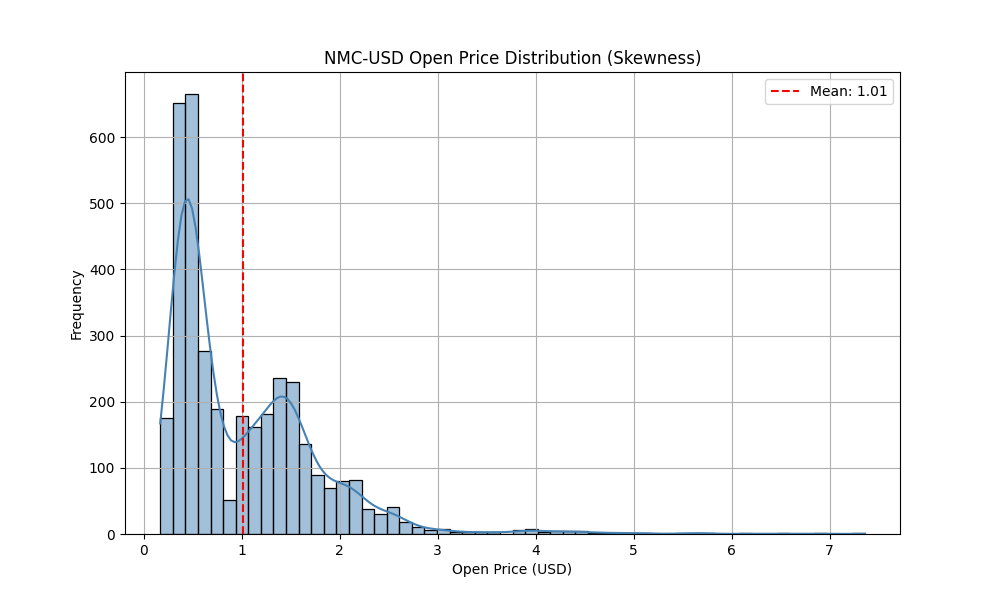 NMC-USD Open Price Distribution (Skewness)
Mean: 1.01
Frequency
600
500
400
300
200
100
0
0 1 2 3 4 5 6 7
Open Price (USD)